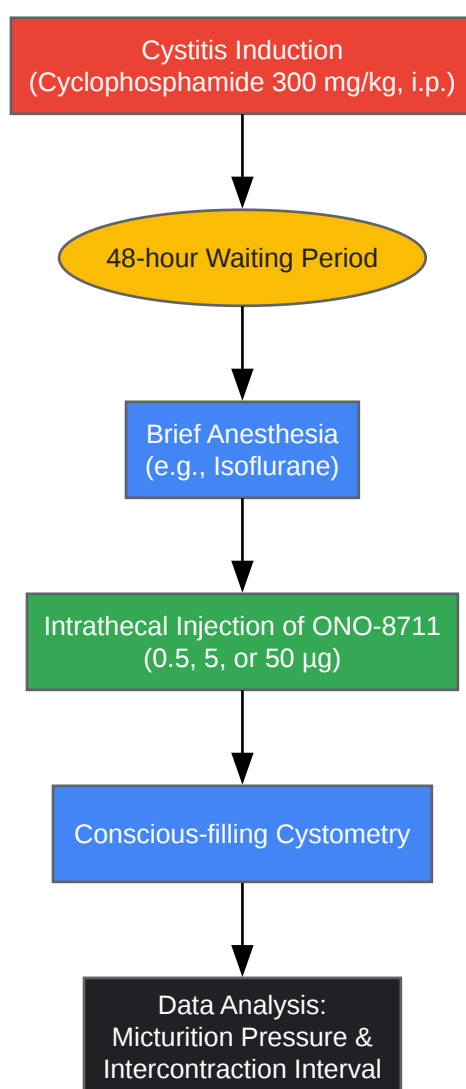 Cystitis Induction
(Cyclophosphamide 300 mg/kg, i.p.)
48-hour Waiting Period
Brief Anesthesia
(e.g., Isoflurane)
Intrathecal Injection of ONO-8711
(0.5, 5, or 50 µg)
Conscious-filling Cystometry
Data Analysis:
Micturition Pressure &
Intercontraction Interval